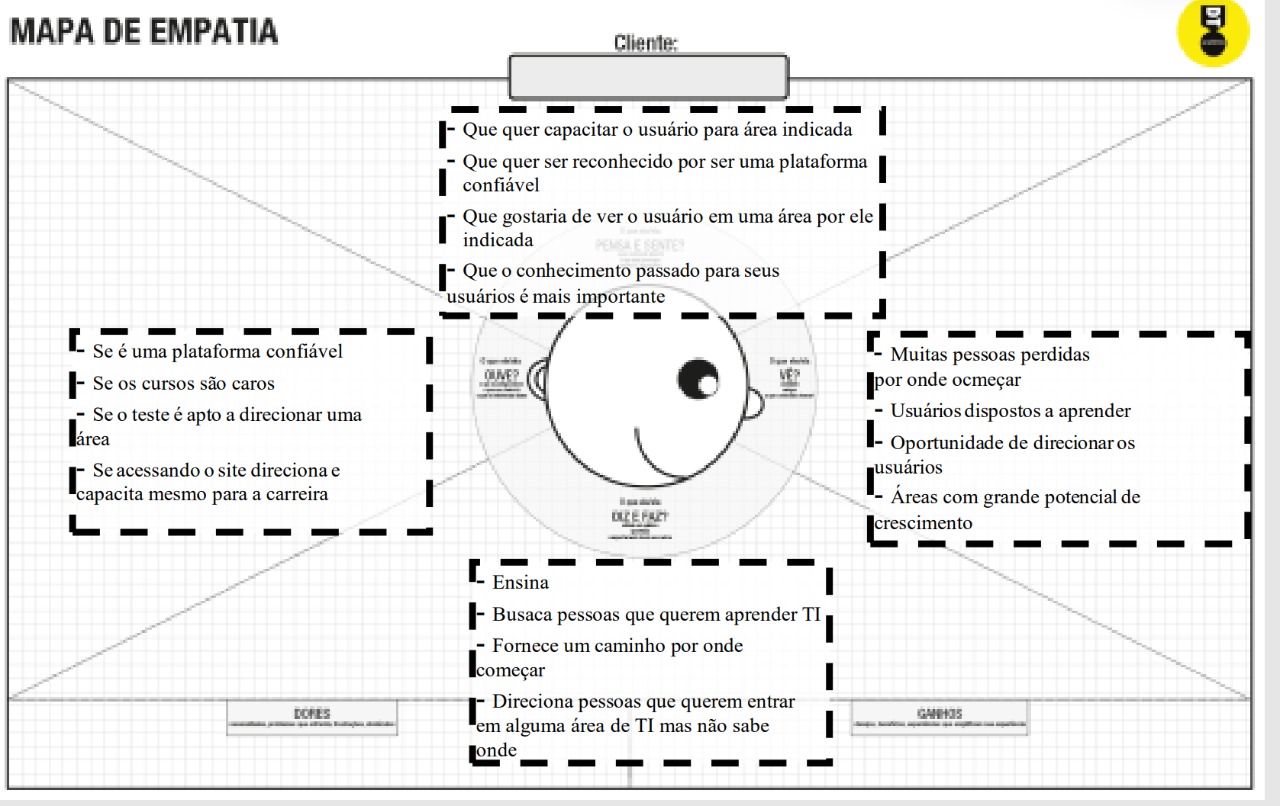 MAPA DE EMPATIA
Cliente:
DT
- Que quer capacitar o usuário para área indicada
- Que quer ser reconhecido por ser uma plataforma
confiável
- Que gostaria de ver o usuário em uma área por ele
indicada
PENSA E SENTE?
- Que o conhecimento passado para seus
usuários é mais importante
- Se é uma plataforma confiável
- Se os cursos são caros
- Se o teste é apto a direcionar uma
área
- Se acessando o site direciona e
capacita mesmo para a carreira
OUVE?
VÊ?
- Muitas pessoas perdidas
por onde ocmeçar
- Usuários dispostos a aprender
- Oportunidade de direcionar os
usuários
- Áreas com grande potencial de
crescimento
DIZ E FAZ?
- Ensina
- Busaca pessoas que querem aprender TI
- Fornece um caminho por onde
começar
- Direciona pessoas que querem entrar
em alguma área de TI mas não sabe
onde
DORES
GANHOS